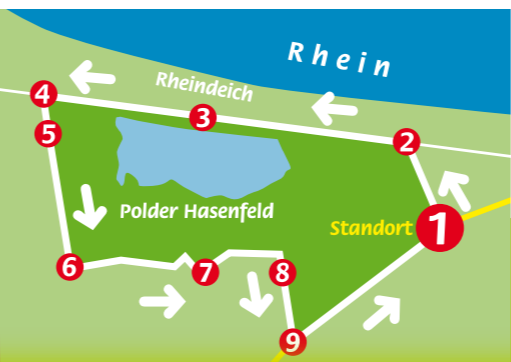 Rhein
Rheindeich
4
3
5
2
Polder Hasenfeld
Standort 1
6
7
8
9